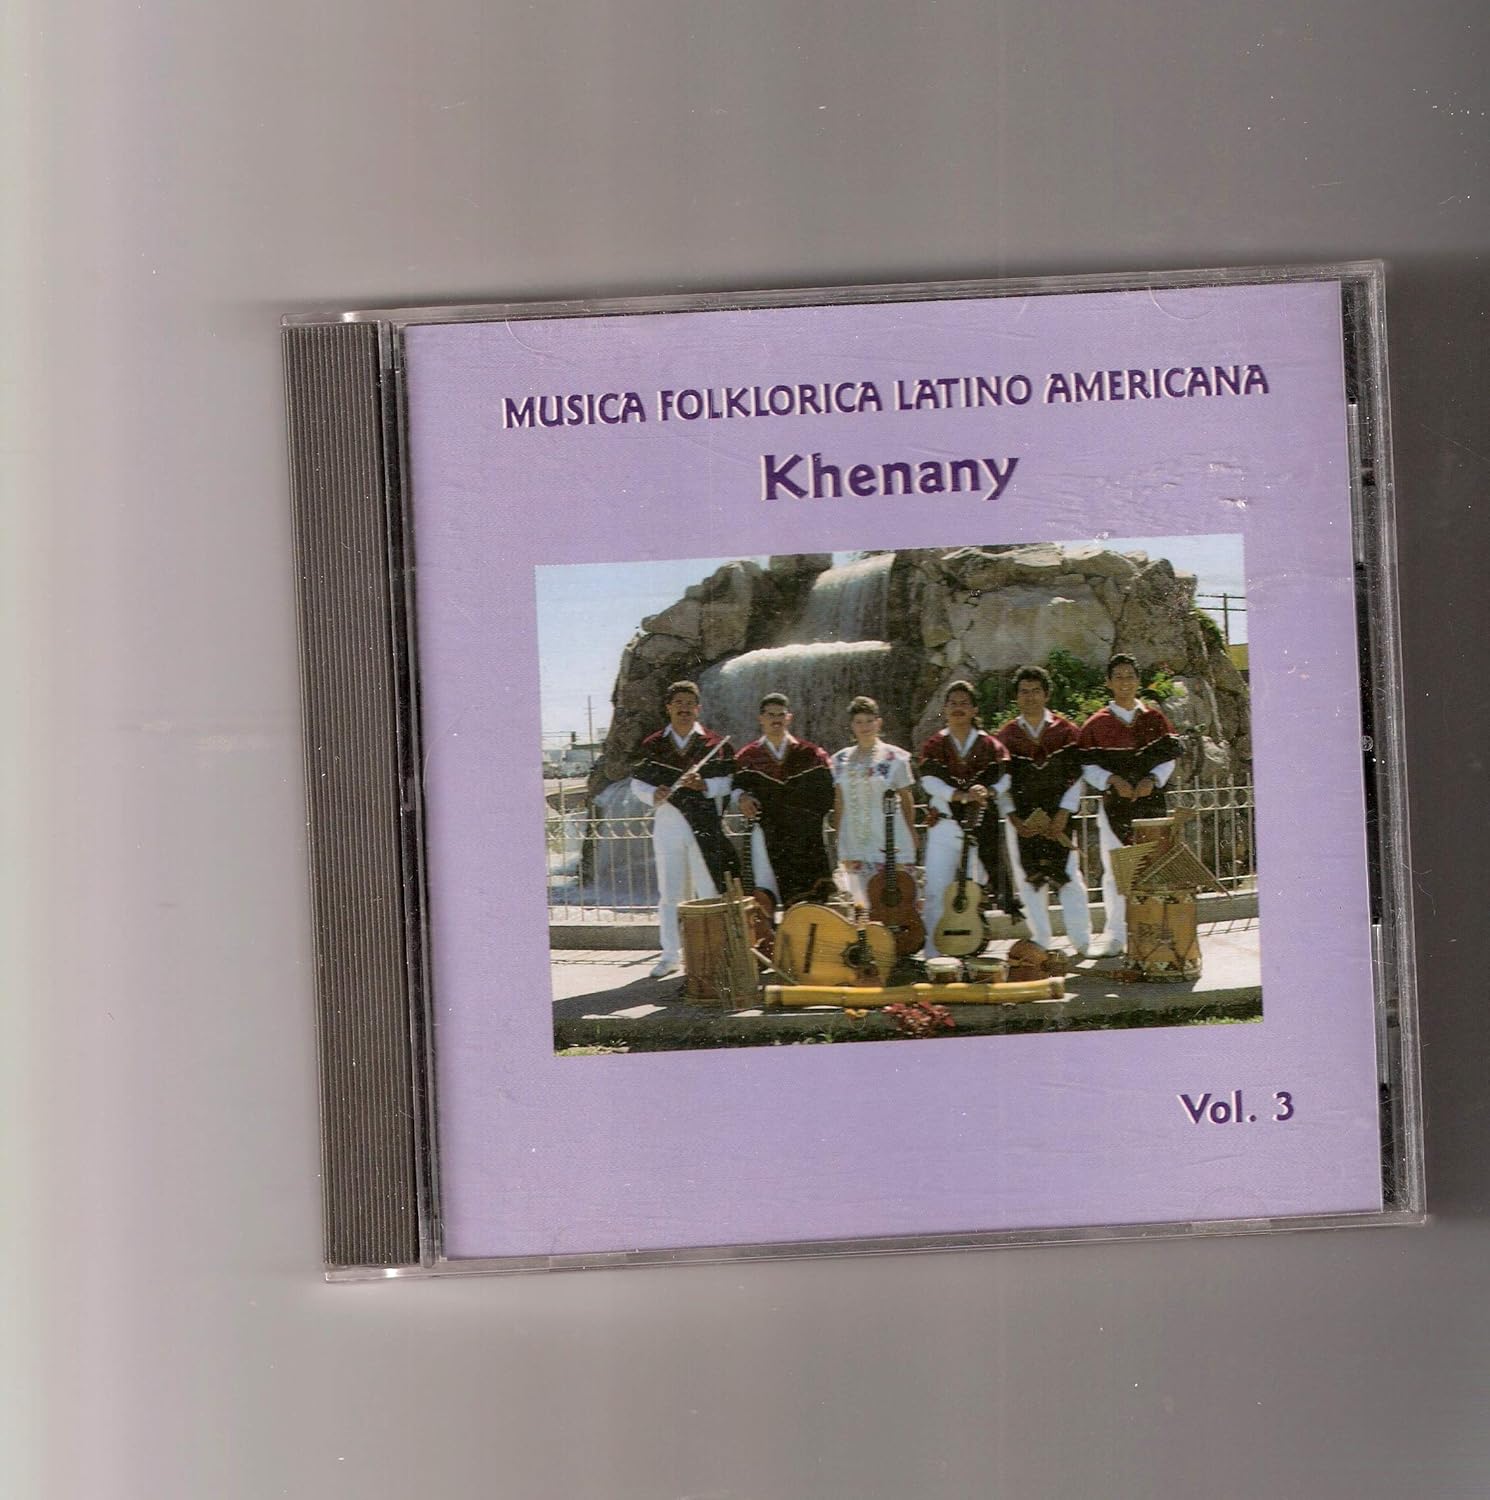 MUSICA FOLKLORICA LATINO AMERICANA
Khenany
Vol. 3